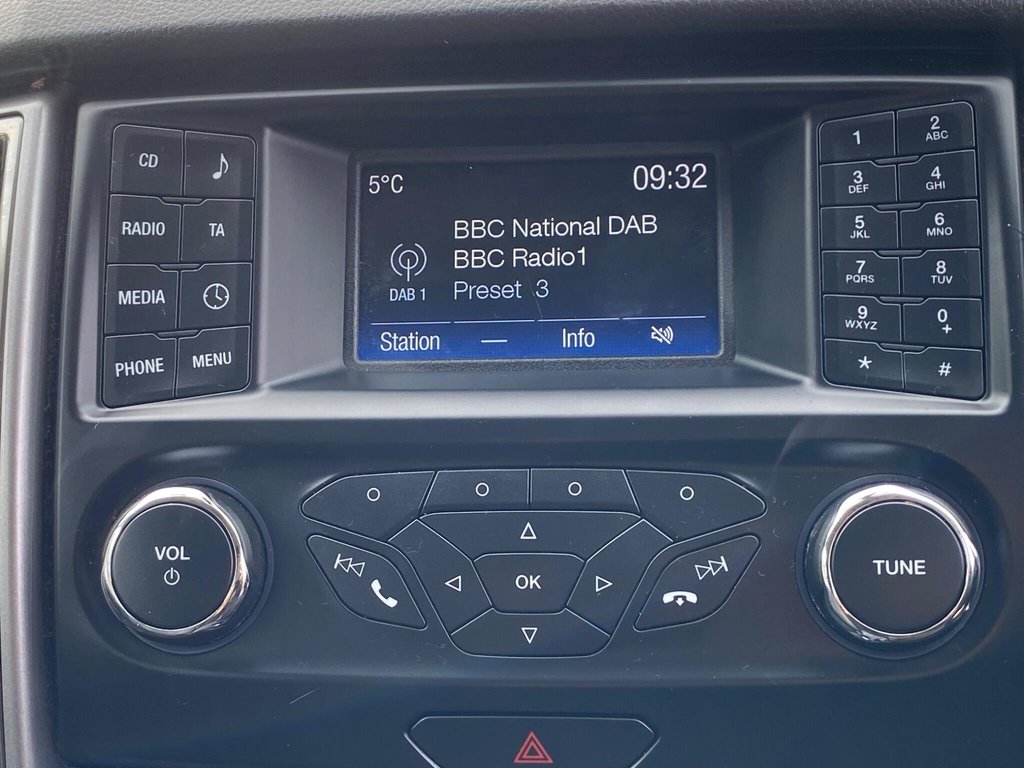 CD
RADIO TA
MEDIA
PHONE MENU
5°C 09:32
BBC National DAB
BBC Radio1
DAB 1 Preset 3
Station — Info
1 2 ABC
3 DEF 4 GHI
5 JKL 6 MNO
7 PQRS 8 TUV
9 WXYZ 0 +
* #
VOL
OK
TUNE